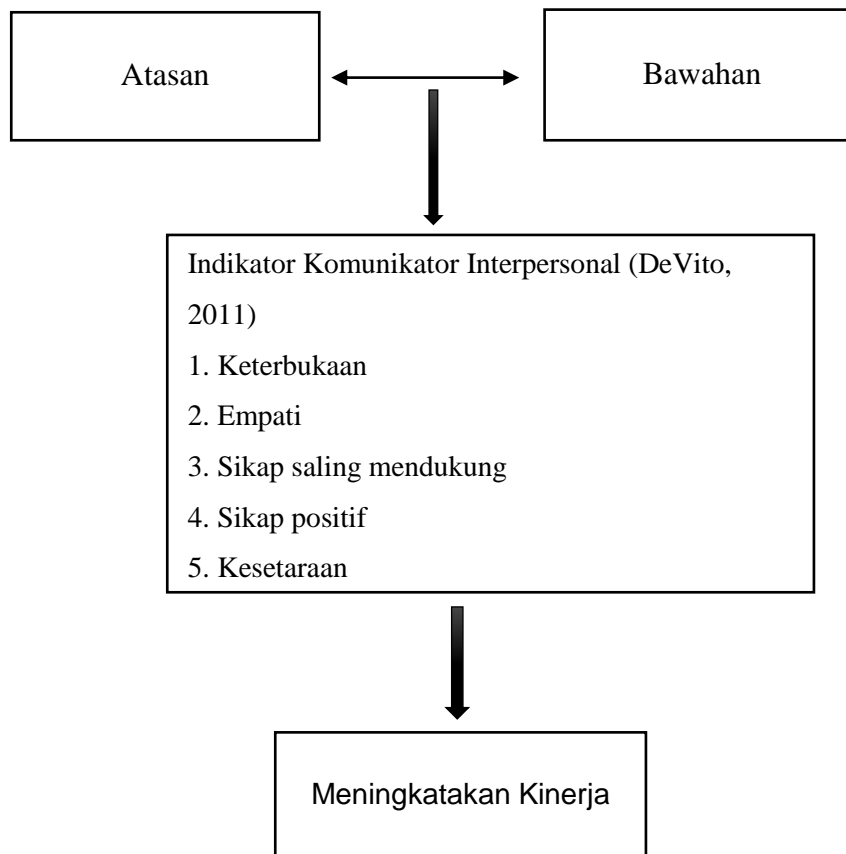 Atasan
Bawahan
Indikator Komunikator Interpersonal (DeVito,
2011)
1. Keterbukaan
2. Empati
3. Sikap saling mendukung
4. Sikap positif
5. Kesetaraan
Meningkatakan Kinerja